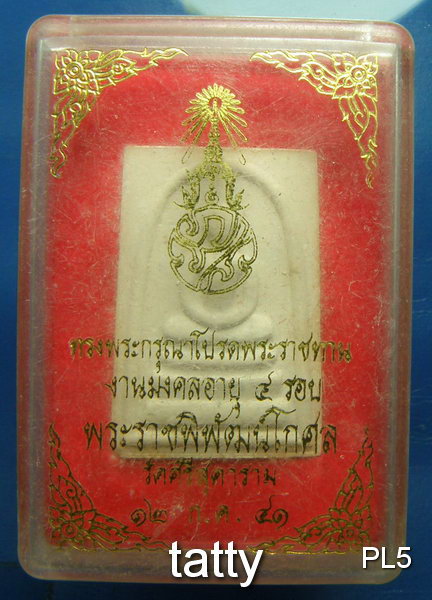 ทรงพระกรุณาโปรดพระราชทาน
งานมงคลอายุ ๔ รอบ
พระราชพิพัฒน์โกศล
วัดศรีสุดาราม
๑๒ ก.ค. ๔๑
tatty
PL5